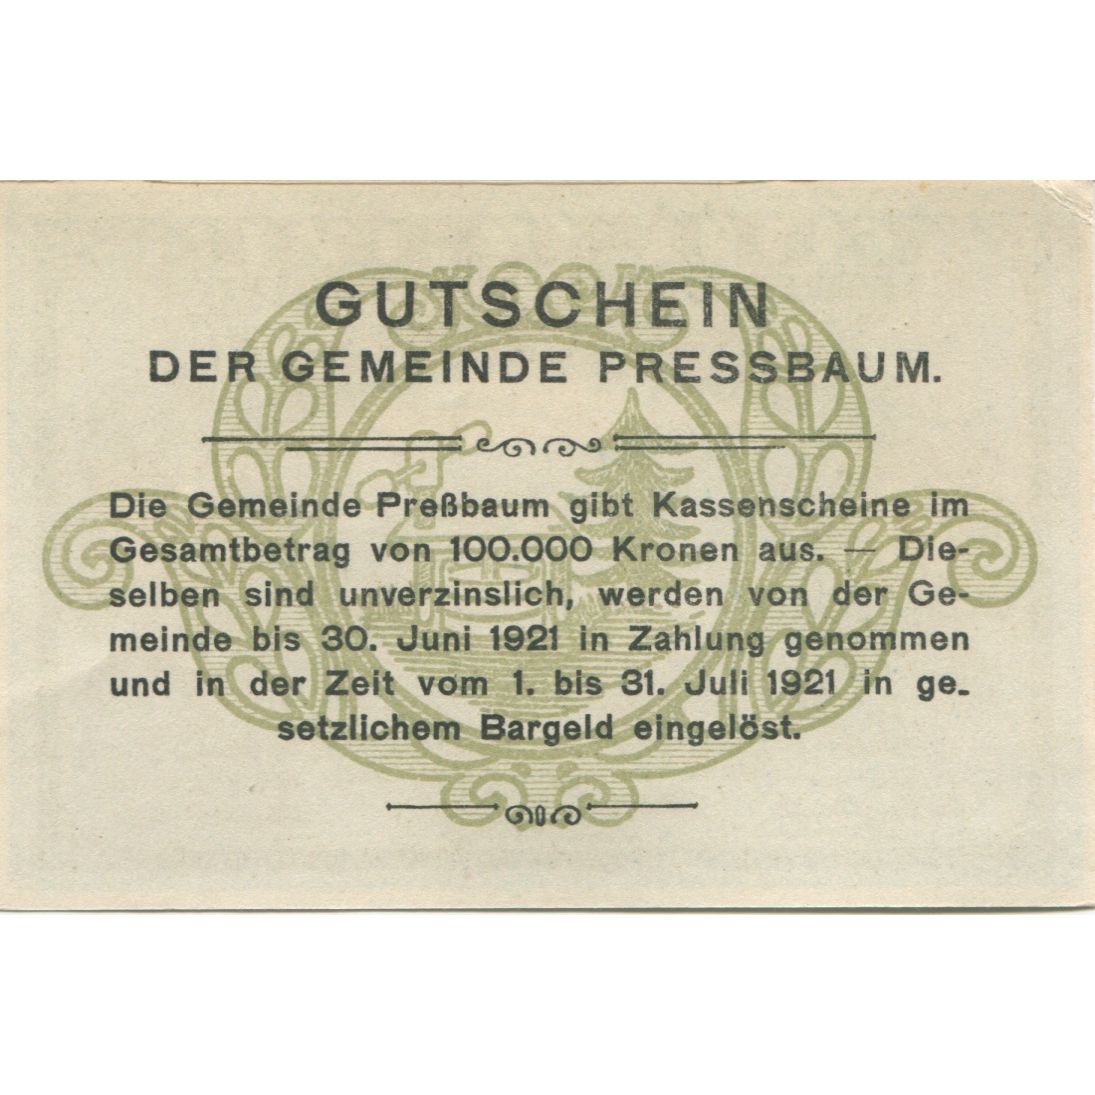 GUTSCHEIN
DER GEMEINDE PRESSBAUM.
Die Gemeinde Preßbaum gibt Kassenscheine im
Gesamtbetrag von 100.000 Kronen aus. — Die-
selben sind unverzinslich, werden von der Ge-
meinde bis 30. Juni 1921 in Zahlung genommen
und in der Zeit vom 1. bis 31. Juli 1921 in ge-
setzlichem Bargeld eingelöst.